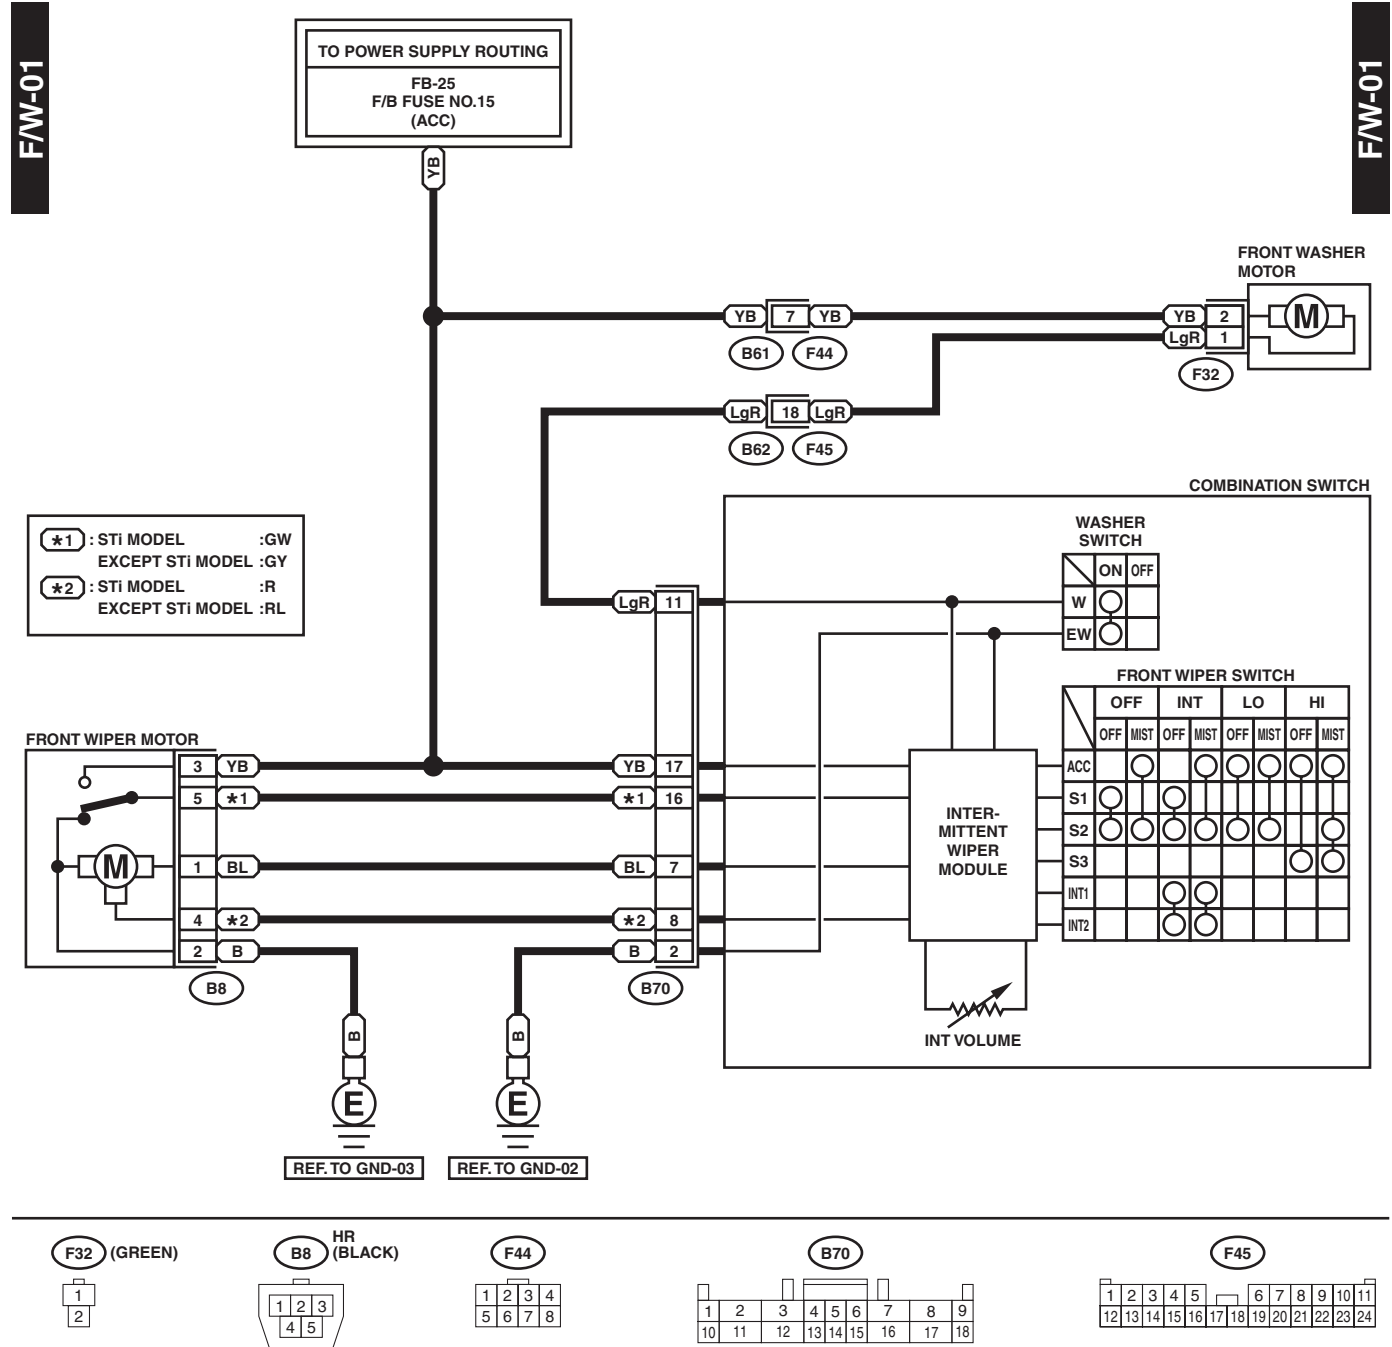 F/W-01
F/W-01
TO POWER SUPPLY ROUTING
FB-25
F/B FUSE NO.15
(ACC)
YB
FRONT WASHER
MOTOR
YB 7 YB
YB 2
M
LgR 1
B61 F44
F32
LgR 18 LgR
B62 F45
COMBINATION SWITCH
*1 : STi MODEL :GW
EXCEPT STi MODEL :GY
*2 : STi MODEL :R
EXCEPT STi MODEL :RL
WASHER
SWITCH
ON OFF
W
EW
LgR 11
FRONT WIPER SWITCH
OFF INT LO HI
OFF MIST OFF MIST OFF MIST OFF MIST
ACC
S1
S2
S3
INT1
INT2
FRONT WIPER MOTOR
3 YB
YB 17
5 *1
*1 16
M
1 BL
BL 7
4 *2
*2 8
2 B
B 2
B8
B70
INTER-
MITTENT
WIPER
MODULE
INT VOLUME
B
B
E
E
REF. TO GND-03
REF. TO GND-02
F32 (GREEN)
1
2
B8 HR
(BLACK)
1 2 3
4 5
F44
1 2 3 4
5 6 7 8
B70
1 2 3 4 5 6 7 8 9
10 11 12 13 14 15 16 17 18
F45
1 2 3 4 5 6 7 8 9 10 11
12 13 14 15 16 17 18 19 20 21 22 23 24